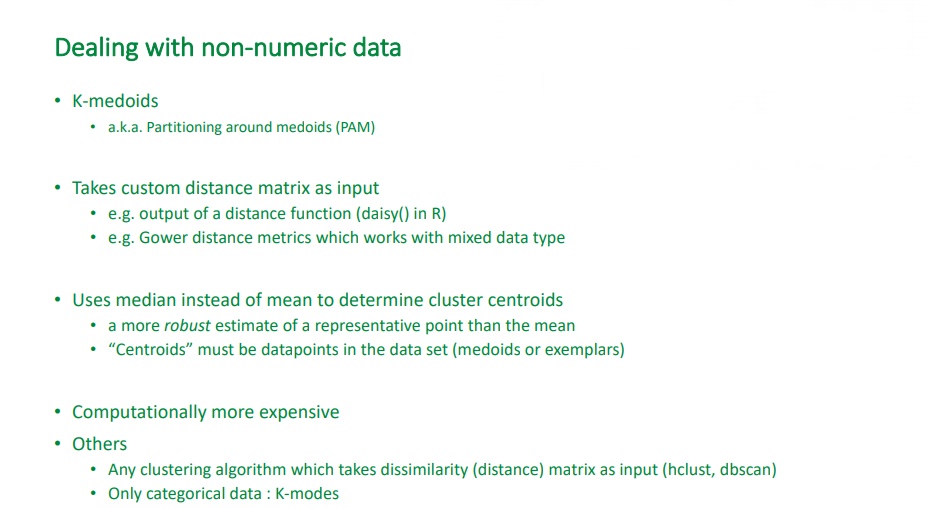 Dealing with non-numeric data
• K-medoids
• a.k.a. Partitioning around medoids (PAM)
• Takes custom distance matrix as input
• e.g. output of a distance function (daisy() in R)
• e.g. Gower distance metrics which works with mixed data type
• Uses median instead of mean to determine cluster centroids
• a more robust estimate of a representative point than the mean
• “Centroids” must be datapoints in the data set (medoids or exemplars)
• Computationally more expensive
• Others
• Any clustering algorithm which takes dissimilarity (distance) matrix as input (hclust, dbscan)
• Only categorical data : K-modes